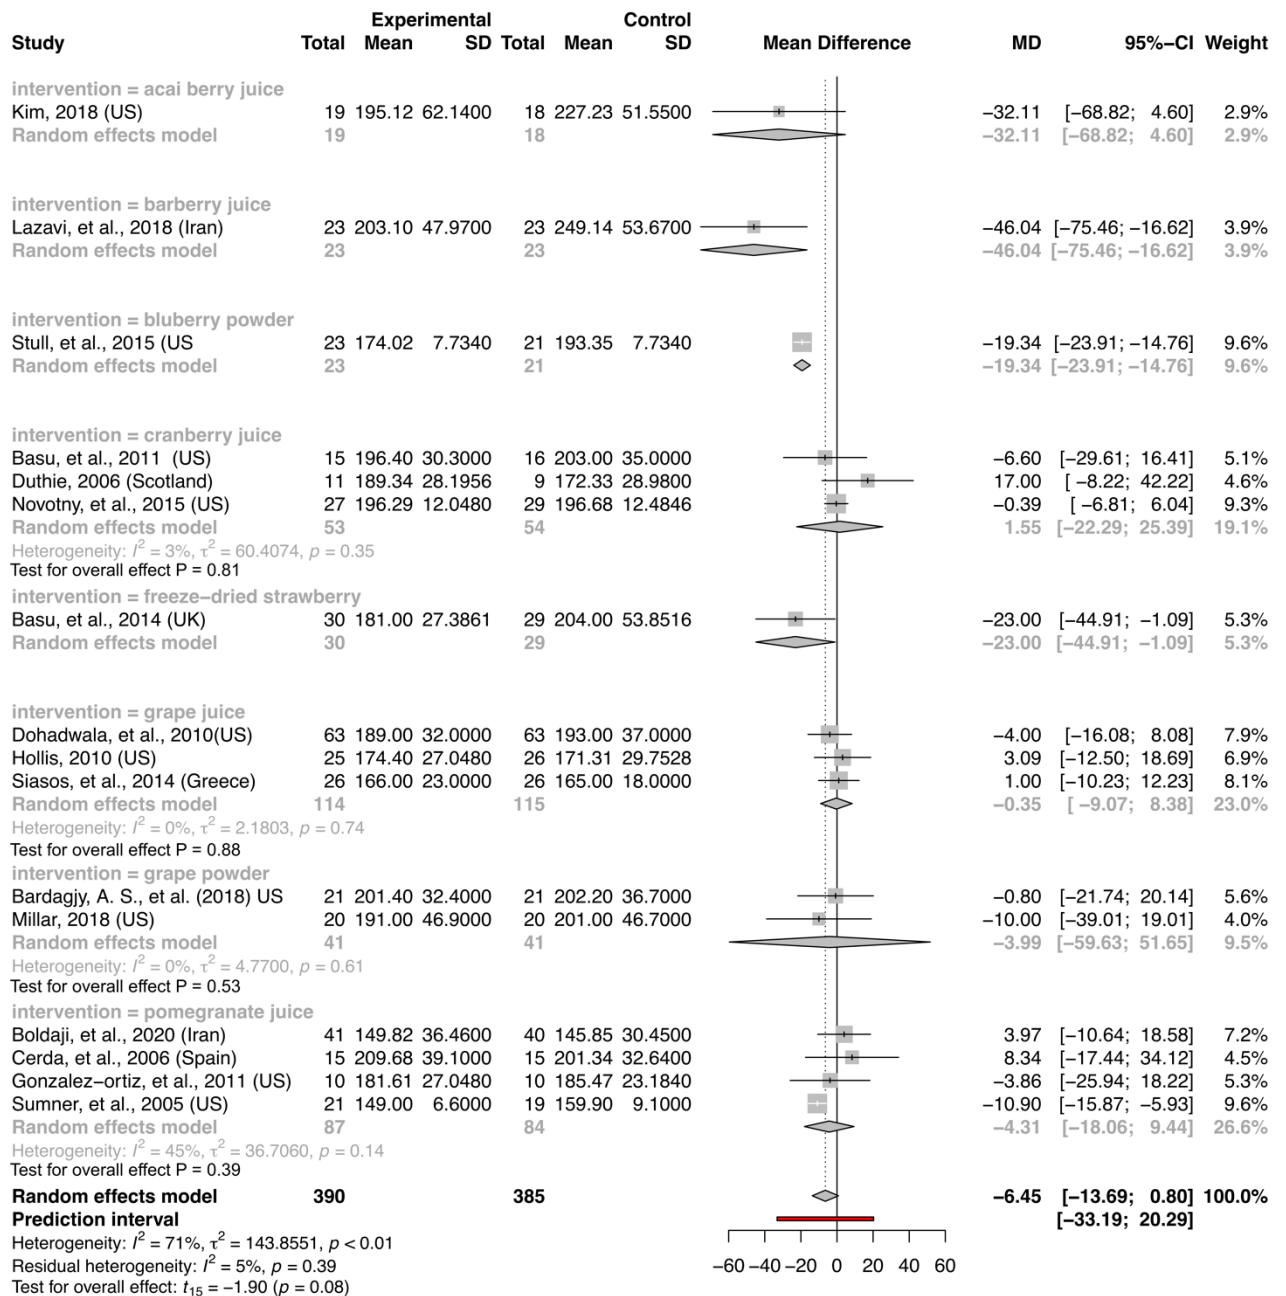 Experimental Control
Study Total Mean SD Total Mean SD Mean Difference MD 95%−CI Weight
intervention = acai berry juice
Kim, 2018 (US) 19 195.12 62.1400 18 227.23 51.5500 −32.11 [−68.82; 4.60] 2.9%
Random effects model 19 18 −32.11 [−68.82; 4.60] 2.9%
intervention = barberry juice
Lazavi, et al., 2018 (Iran) 23 203.10 47.9700 23 249.14 53.6700 −46.04 [−75.46; −16.62] 3.9%
Random effects model 23 23 −46.04 [−75.46; −16.62] 3.9%
intervention = bluberry powder
Stull, et al., 2015 (US 23 174.02 7.7340 21 193.35 7.7340 −19.34 [−23.91; −14.76] 9.6%
Random effects model 23 21 −19.34 [−23.91; −14.76] 9.6%
intervention = cranberry juice
Basu, et al., 2011 (US) 15 196.40 30.3000 16 203.00 35.0000 −6.60 [−29.61; 16.41] 5.1%
Duthie, 2006 (Scotland) 11 189.34 28.1956 9 172.33 28.9800 17.00 [ −8.22; 42.22] 4.6%
Novotny, et al., 2015 (US) 27 196.29 12.0480 29 196.68 12.4846 −0.39 [ −6.81; 6.04] 9.3%
Random effects model 53 54 1.55 [−22.29; 25.39] 19.1%
Heterogeneity: I² = 3%, τ² = 60.4074, p = 0.35
Test for overall effect P = 0.81
intervention = freeze−dried strawberry
Basu, et al., 2014 (UK) 30 181.00 27.3861 29 204.00 53.8516 −23.00 [−44.91; −1.09] 5.3%
Random effects model 30 29 −23.00 [−44.91; −1.09] 5.3%
intervention = grape juice
Dohadwala, et al., 2010(US) 63 189.00 32.0000 63 193.00 37.0000 −4.00 [−16.08; 8.08] 7.9%
Hollis, 2010 (US) 25 174.40 27.0480 26 171.31 29.7528 3.09 [−12.50; 18.69] 6.9%
Siasos, et al., 2014 (Greece) 26 166.00 23.0000 26 165.00 18.0000 1.00 [−10.23; 12.23] 8.1%
Random effects model 114 115 −0.35 [ −9.07; 8.38] 23.0%
Heterogeneity: I² = 0%, τ² = 2.1803, p = 0.74
Test for overall effect P = 0.88
intervention = grape powder
Bardagjy, A. S., et al. (2018) US 21 201.40 32.4000 21 202.20 36.7000 −0.80 [−21.74; 20.14] 5.6%
Millar, 2018 (US) 20 191.00 46.9000 20 201.00 46.7000 −10.00 [−39.01; 19.01] 4.0%
Random effects model 41 41 −3.99 [−59.63; 51.65] 9.5%
Heterogeneity: I² = 0%, τ² = 4.7700, p = 0.61
Test for overall effect P = 0.53
intervention = pomegranate juice
Boldaji, et al., 2020 (Iran) 41 149.82 36.4600 40 145.85 30.4500 3.97 [−10.64; 18.58] 7.2%
Cerda, et al., 2006 (Spain) 15 209.68 39.1000 15 201.34 32.6400 8.34 [−17.44; 34.12] 4.5%
Gonzalez−ortiz, et al., 2011 (US) 10 181.61 27.0480 10 185.47 23.1840 −3.86 [−25.94; 18.22] 5.3%
Sumner, et al., 2005 (US) 21 149.00 6.6000 19 159.90 9.1000 −10.90 [−15.87; −5.93] 9.6%
Random effects model 87 84 −4.31 [−18.06; 9.44] 26.6%
Heterogeneity: I² = 45%, τ² = 36.7060, p = 0.14
Test for overall effect P = 0.39
Random effects model 390 385 −6.45 [−13.69; 0.80] 100.0%
Prediction interval [−33.19; 20.29]
Heterogeneity: I² = 71%, τ² = 143.8551, p < 0.01
Residual heterogeneity: I² = 5%, p = 0.39
Test for overall effect: t₁₅ = −1.90 (p = 0.08)
−60 −40 −20 0 20 40 60